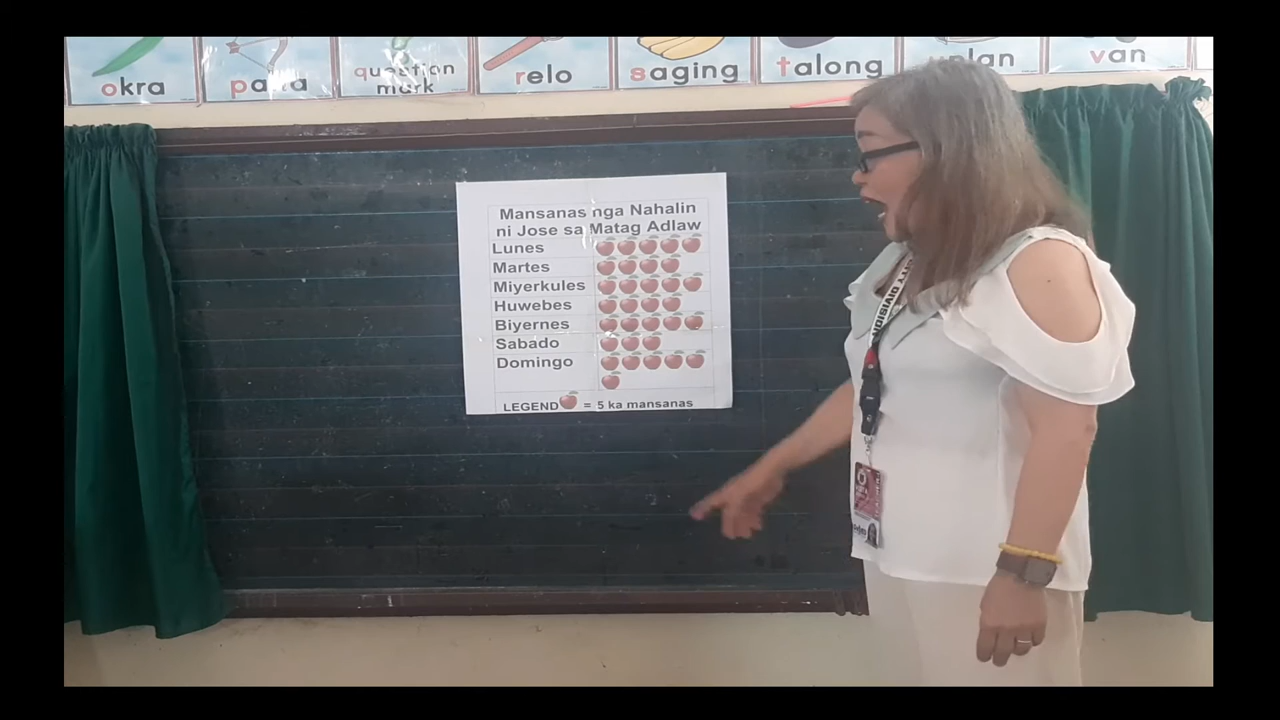 okra
question
mark
relo
saging
talong
van
Mansanas nga Nahalin
ni Jose sa Matag Adlaw
Lunes
Martes
Miyerkules
Huwebes
Biyernes
Sabado
Domingo
LEGEND = 5 ka mansanas
DIVISION